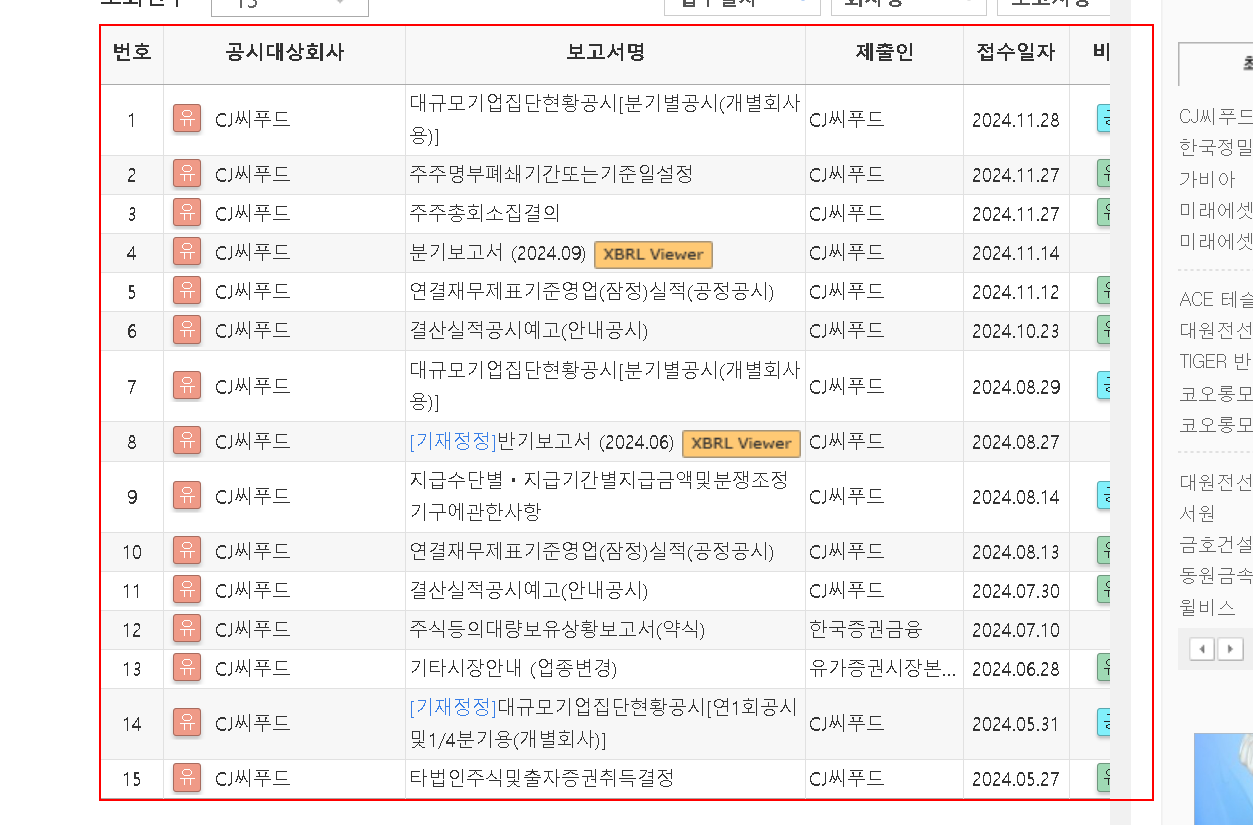 13
번호 공시대상회사 보고서명 제출인 접수일자
1 유 CJ씨푸드 대규모기업집단현황공시[분기별공시(개별회사
용)] CJ씨푸드 2024.11.28
2 유 CJ씨푸드 주주명부폐쇄기간또는기준일설정 CJ씨푸드 2024.11.27
3 유 CJ씨푸드 주주총회소집결의 CJ씨푸드 2024.11.27
4 유 CJ씨푸드 분기보고서 (2024.09) XBRL Viewer CJ씨푸드 2024.11.14
5 유 CJ씨푸드 연결재무제표기준영업(잠정)실적(공정공시) CJ씨푸드 2024.11.12
6 유 CJ씨푸드 결산실적공시예고(안내공시) CJ씨푸드 2024.10.23
7 유 CJ씨푸드 대규모기업집단현황공시[분기별공시(개별회사
용)] CJ씨푸드 2024.08.29
8 유 CJ씨푸드 [기재정정]반기보고서 (2024.06) XBRL Viewer CJ씨푸드 2024.08.27
9 유 CJ씨푸드 지급수단별・지급기간별지급금액및분쟁조정
기구에관한사항 CJ씨푸드 2024.08.14
10 유 CJ씨푸드 연결재무제표기준영업(잠정)실적(공정공시) CJ씨푸드 2024.08.13
11 유 CJ씨푸드 결산실적공시예고(안내공시) CJ씨푸드 2024.07.30
12 유 CJ씨푸드 주식등의대량보유상황보고서(약식) 한국증권금융 2024.07.10
13 유 CJ씨푸드 기타시장안내 (업종변경) 유가증권시장본... 2024.06.28
14 유 CJ씨푸드 [기재정정]대규모기업집단현황공시[연1회공시
및1/4분기용(개별회사)] CJ씨푸드 2024.05.31
15 유 CJ씨푸드 타법인주식및출자증권취득결정 CJ씨푸드 2024.05.27
CJ씨푸드
한국정밀
가비아
미래에셋
미래에셋
ACE 테슬
대원전선
TIGER 반
코오롱모
코오롱모
대원전선
서원
금호건설
동원금속
윌비스